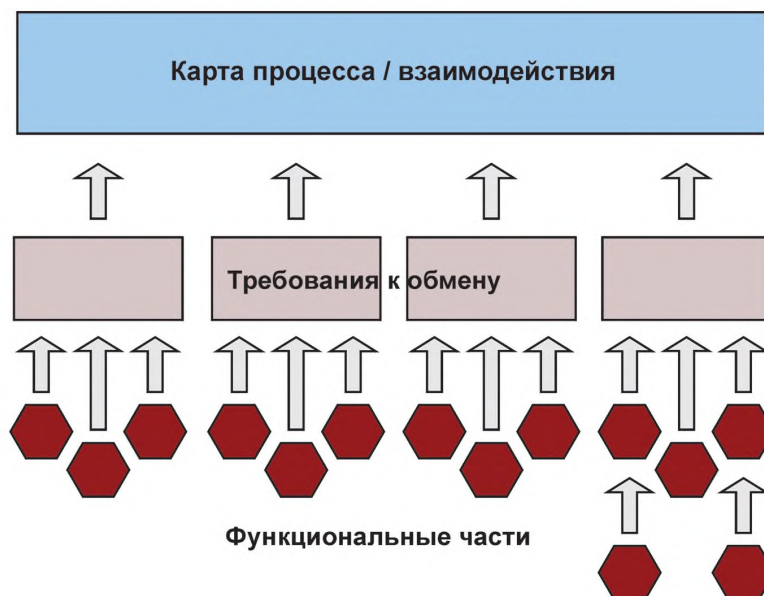 Карта процесса / взаимодействия
Требования к обмену
Функциональные части